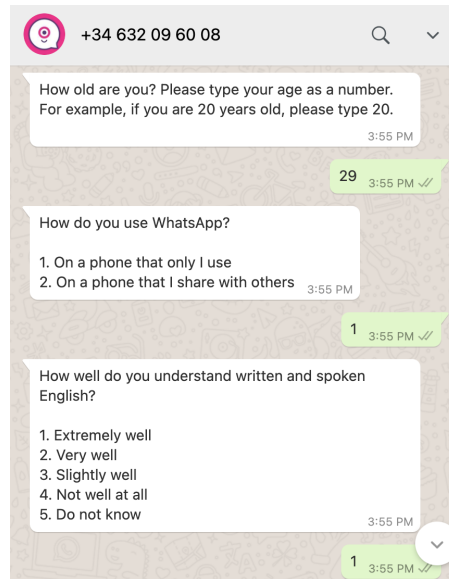 +34 632 09 60 08
How old are you? Please type your age as a number.
For example, if you are 20 years old, please type 20.
3:55 PM
29 3:55 PM
How do you use WhatsApp?
1. On a phone that only I use
2. On a phone that I share with others 3:55 PM
1 3:55 PM
How well do you understand written and spoken
English?
1. Extremely well
2. Very well
3. Slightly well
4. Not well at all
5. Do not know
3:55 PM
1 3:55 PM